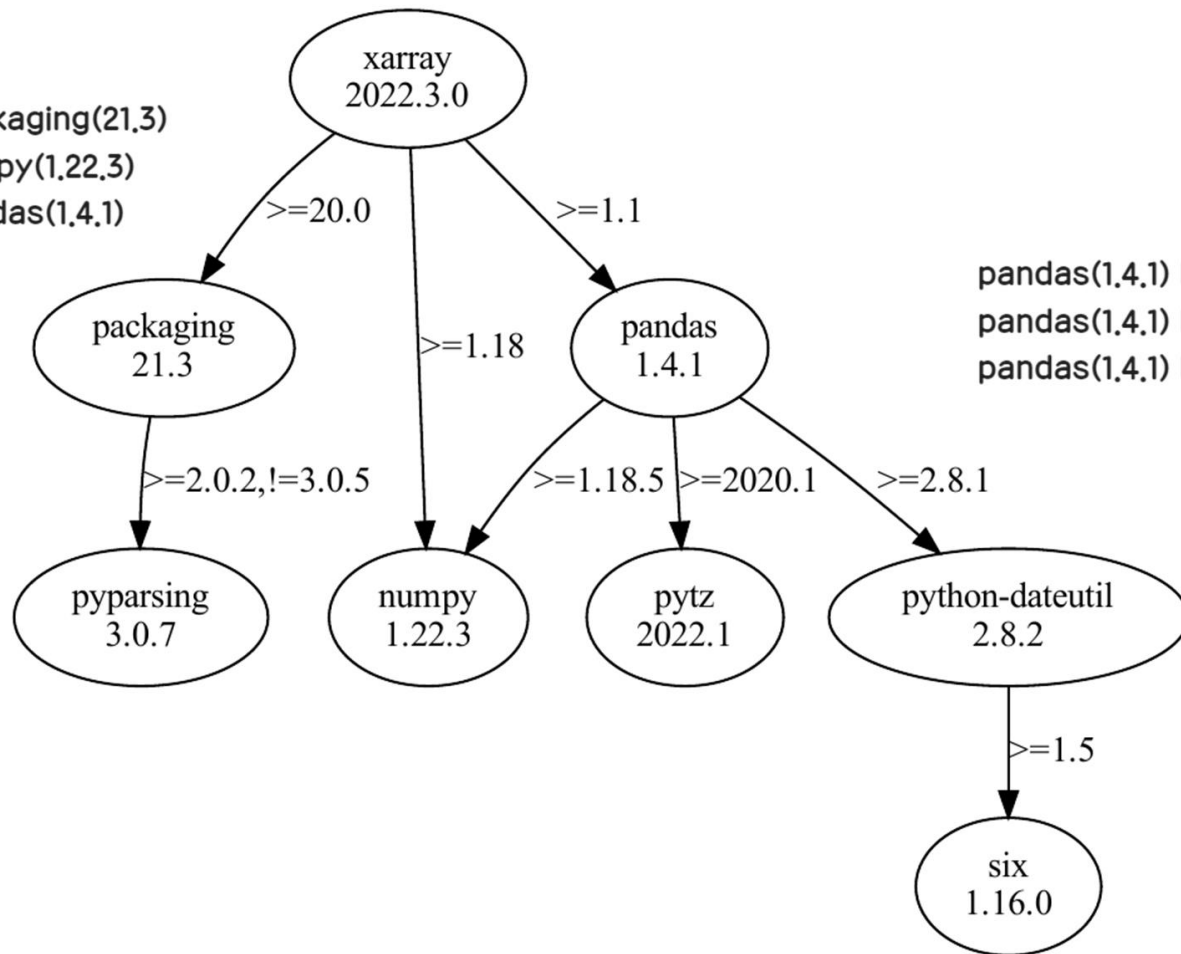 xarray
2022.3.0
kaging(21.3)
py(1.22.3)
das(1.4.1)
>=20.0
>=1.1
pandas(1.4.1)
pandas(1.4.1)
pandas(1.4.1)
packaging
21.3
>=1.18
pandas
1.4.1
>=2.0.2,!=3.0.5
>=1.18.5
>=2020.1
>=2.8.1
pyparsing
3.0.7
numpy
1.22.3
pytz
2022.1
python-dateutil
2.8.2
>=1.5
six
1.16.0